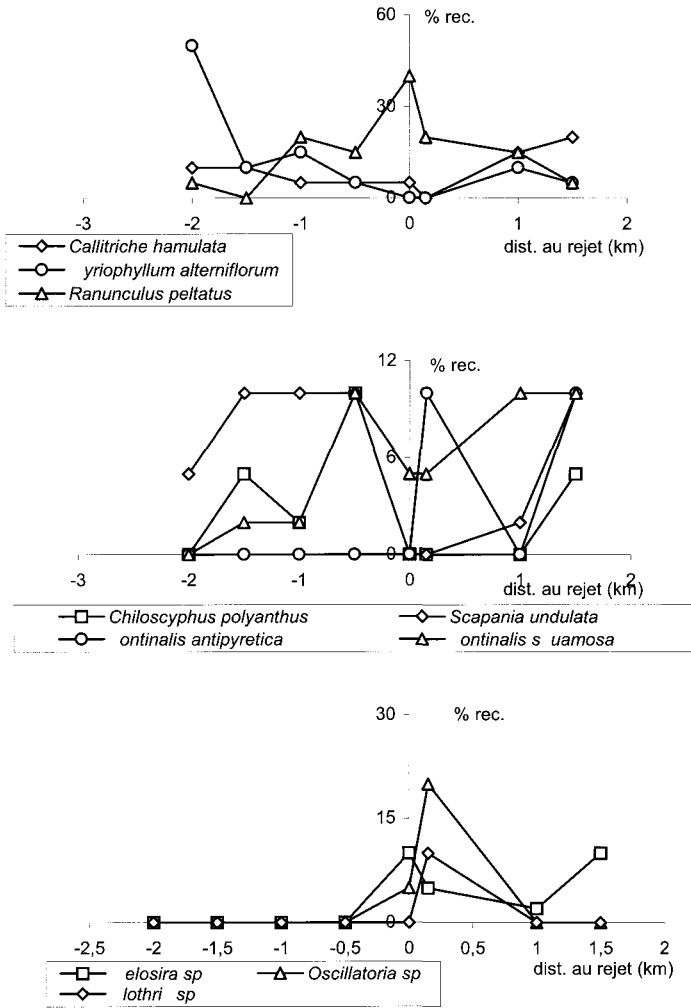 60
% rec.
30
0
-3 -2 -1 0 1 2
dist. au rejet (km)
Callitriche hamulata
yriophyllum alterniflorum
Ranunculus peltatus
12
% rec.
6
0
-3 -2 -1 0 1 2
dist. au rejet (km)
Chiloscyphus polyanthus Scapania undulata
ontinalis antipyretica ontinalis s uamosa
30
% rec.
15
0
-2,5 -2 -1,5 -1 -0,5 0 0,5 1 1,5 2
dist. au rejet (km)
elosira sp Oscillatoria sp
lothri sp